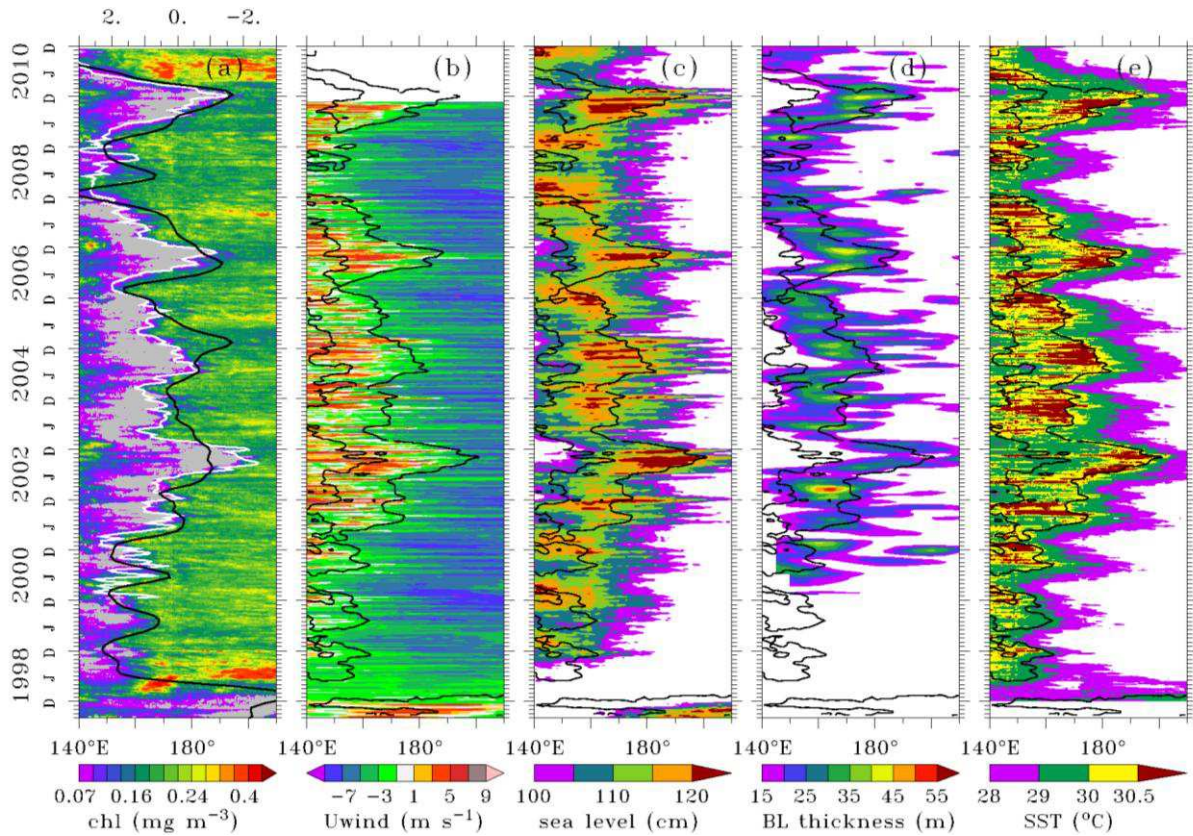 2. 0. -2.
(a) (b) (c) (d) (e)
D
2010
J
D
J
2008
D
J
D
J
2006
D
J
D
J
2004
D
J
D
J
2002
D
J
D
J
2000
D
J
D
J
1998
D
140°E 180° 140°E 180° 140°E 180° 140°E 180° 140°E 180°
0.07 0.16 0.24 0.4 -7 -3 1 5 9 100 110 120 15 25 35 45 55 28 29 30 30.5
chl (mg m⁻³) Uwind (m s⁻¹) sea level (cm) BL thickness (m) SST (°C)